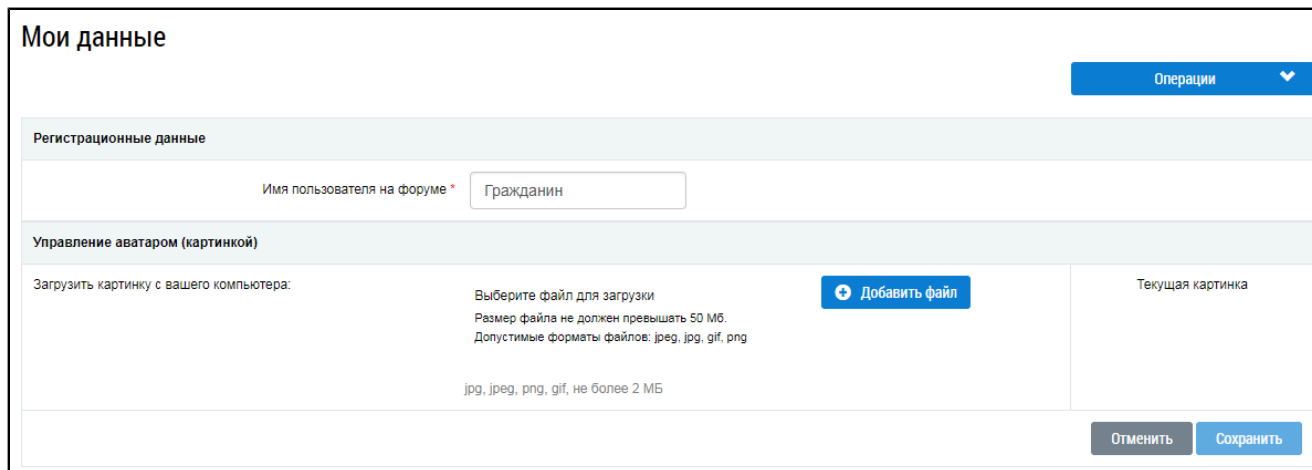 Мои данные
Операции
Регистрационные данные
Имя пользователя на форуме *
Гражданин
Управление аватаром (картинкой)
Загрузить картинку с вашего компьютера:
Выберите файл для загрузки
Добавить файл
Текущая картинка
Размер файла не должен превышать 50 Мб.
Допустимые форматы файлов: jpeg, jpg, gif, png
jpg, jpeg, png, gif, не более 2 МБ
Отменить
Сохранить